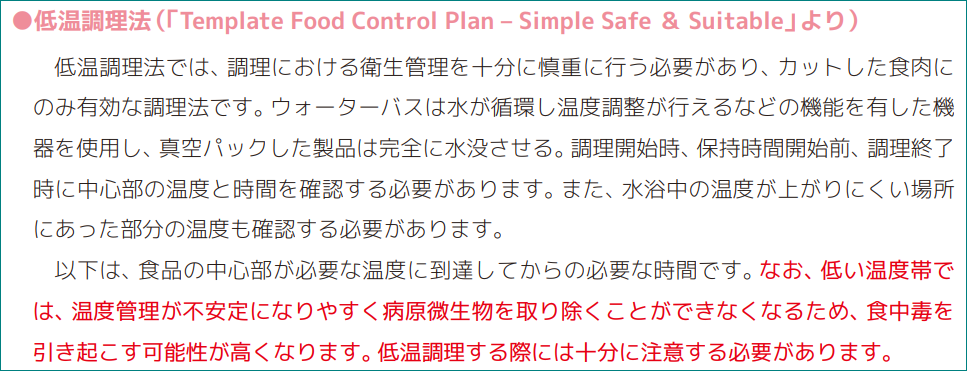 ●低温調理法（「Template Food Control Plan – Simple Safe & Suitable」より）
低温調理法では、調理における衛生管理を十分に慎重に行う必要があり、カットした食肉に
のみ有効な調理法です。ウォーターバスは水が循環し温度調整が行えるなどの機能を有した機
器を使用し、真空パックした製品は完全に水没させる。調理開始時、保持時間開始前、調理終了
時に中心部の温度と時間を確認する必要があります。また、水浴中の温度が上がりにくい場所
にあった部分の温度も確認する必要があります。
以下は、食品の中心部が必要な温度に到達してからの必要な時間です。なお、低い温度帯で
は、温度管理が不安定になりやすく病原微生物を取り除くことができなくなるため、食中毒を
引き起こす可能性が高くなります。低温調理する際には十分に注意する必要があります。